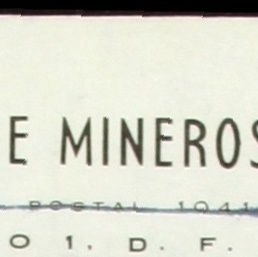 E MINEROS
POSTAL 1041
O 1, D. F.